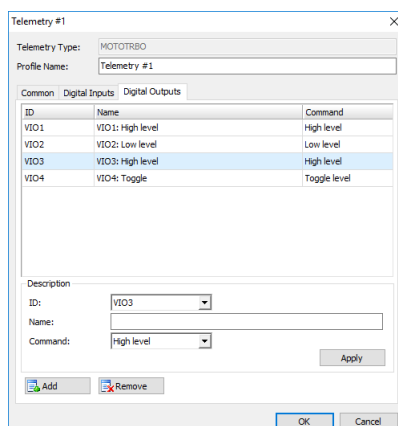 Telemetry #1
Telemetry Type: MOTOTRBO
Profile Name: Telemetry #1
Common Digital Inputs Digital Outputs
ID Name Command
VIO1 VIO1: High level High level
VIO2 VIO2: Low level Low level
VIO3 VIO3: High level High level
VIO4 VIO4: Toggle Toggle level
Description
ID: VIO3
Name:
Command: High level
Apply
Add Remove
OK Cancel